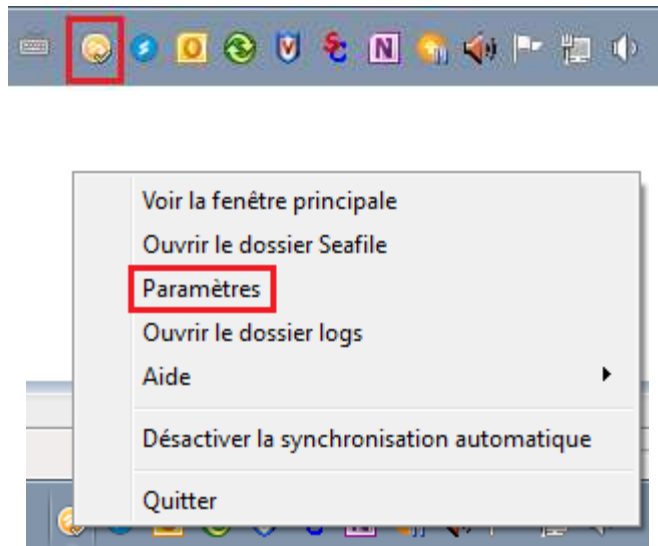 Voir la fenêtre principale
Ouvrir le dossier Seafile
Paramètres
Ouvrir le dossier logs
Aide
Désactiver la synchronisation automatique
Quitter